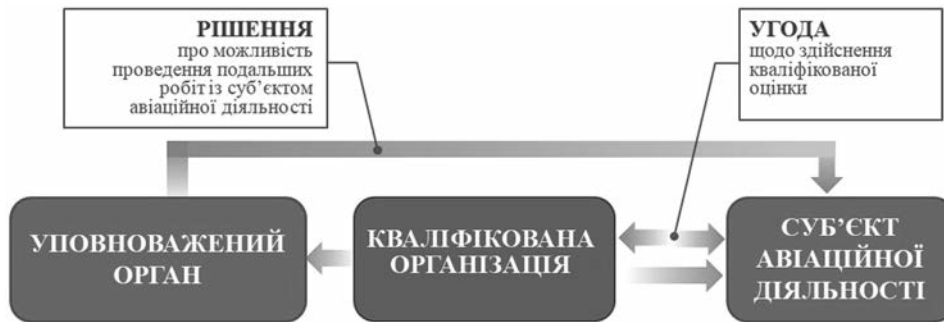 РІШЕННЯ
про можливість
проведення подальших
робіт із суб’єктом
авіаційної діяльності
УГОДА
щодо здійснення
кваліфікованої
оцінки
УПОВНОВАЖЕНИЙ
ОРГАН
КВАЛІФІКОВАНА
ОРГАНІЗАЦІЯ
СУБ’ЄКТ
АВІАЦІЙНОЇ
ДІЯЛЬНОСТІ